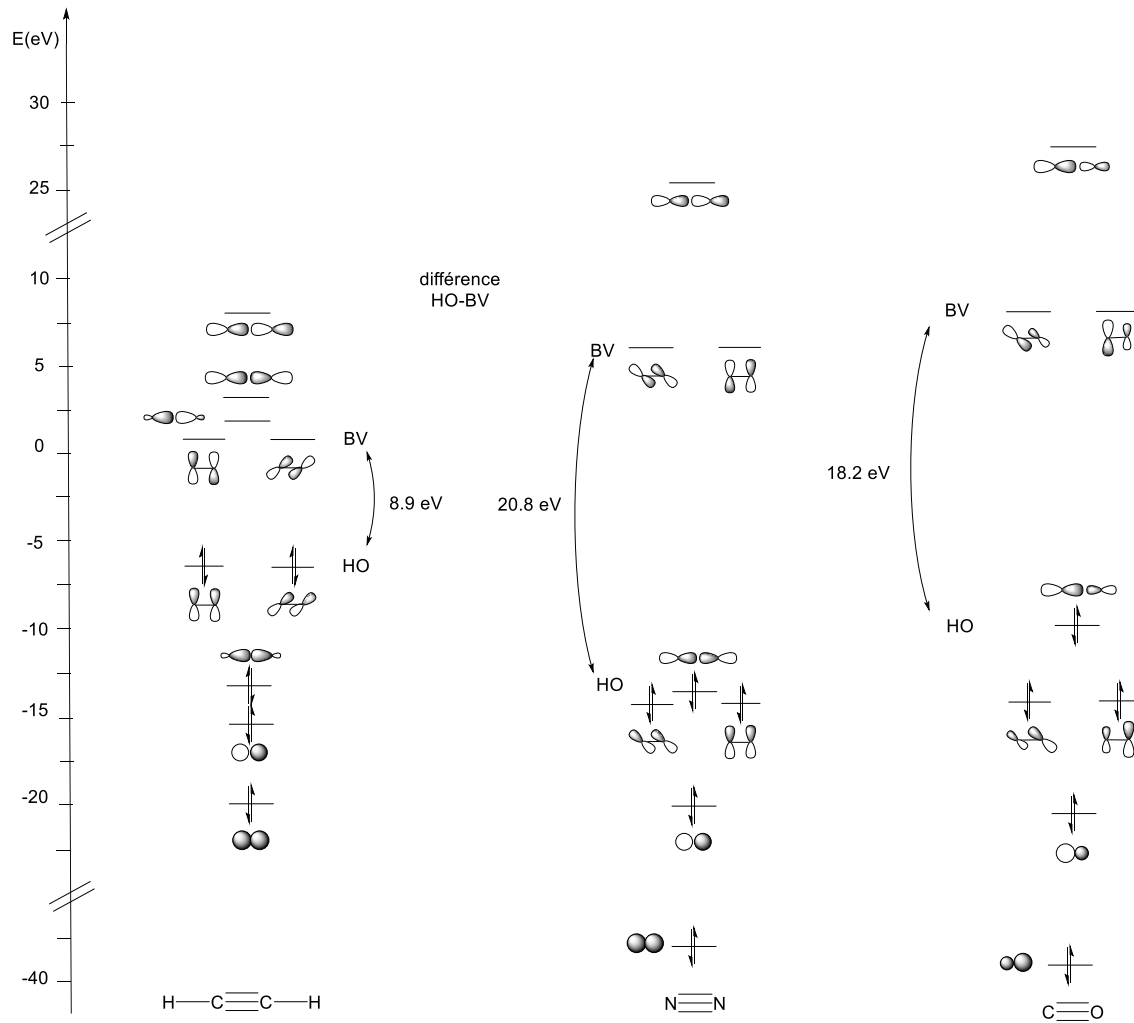 E(eV)
30
25
10
5
0
-5
-10
-15
-20
-40
différence
HO-BV
BV
8.9 eV
HO
BV
20.8 eV
HO
BV
18.2 eV
HO
H C C H
N N
C O